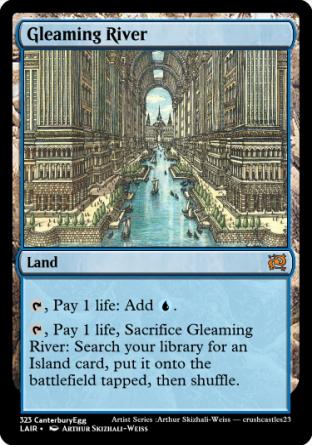 Gleaming River
Land
, Pay 1 life: Add .
, Pay 1 life, Sacrifice Gleaming
River: Search your library for an
Island card, put it onto the
battlefield tapped, then shuffle.
323 CanterburyEgg
Artist Series :Arthur Skizhali-Weiss — crushcastles23
LAIR • Arthur Skizhali-Weiss